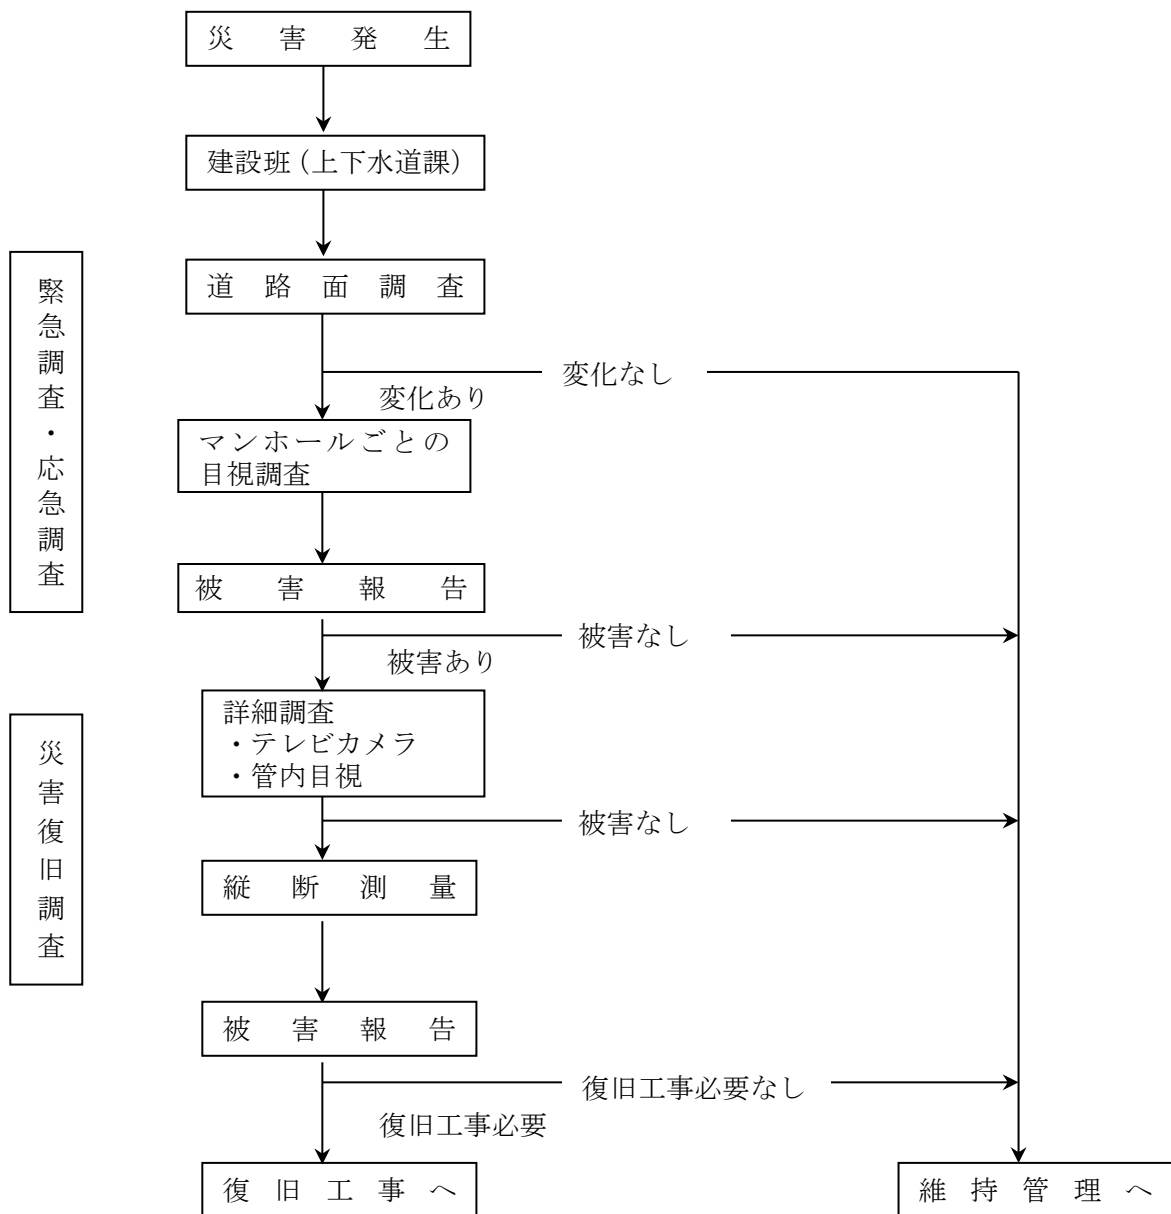 災害発生
建設班（上下水道課）
道路面調査
緊急調査・応急調査
変化なし
変化あり
マンホールごとの
目視調査
被害報告
被害なし
被害あり
詳細調査
・テレビカメラ
・管内目視
災害復旧調査
被害なし
縦断測量
被害報告
復旧工事必要なし
復旧工事必要
復旧工事へ
維持管理へ